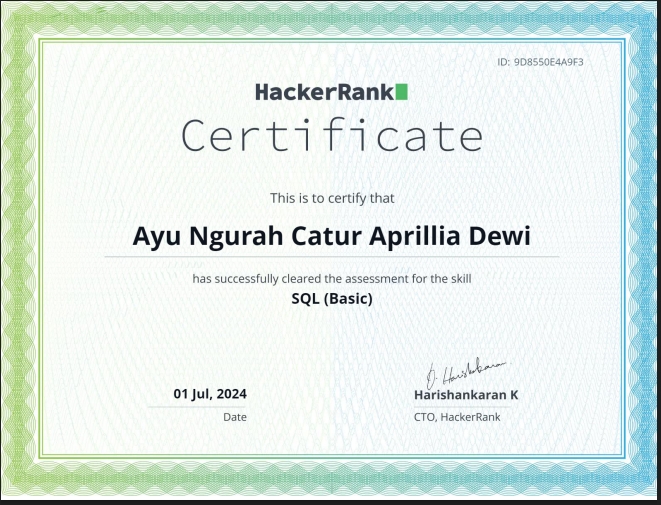 ID: 9D8550E4A9F3
HackerRank
Certificate
This is to certify that
Ayu Ngurah Catur Aprillia Dewi
has successfully cleared the assessment for the skill
SQL (Basic)
01 Jul, 2024
Date
Harishankaran K
CTO, HackerRank